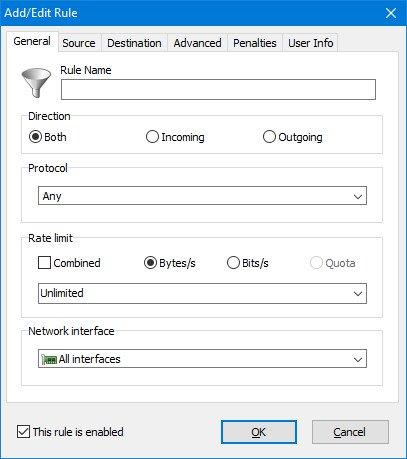 Add/Edit Rule
General Source Destination Advanced Penalties User Info
Rule Name
Direction
Both Incoming Outgoing
Protocol
Any
Rate limit
Combined Bytes/s Bits/s Quota
Unlimited
Network interface
All interfaces
This rule is enabled OK Cancel